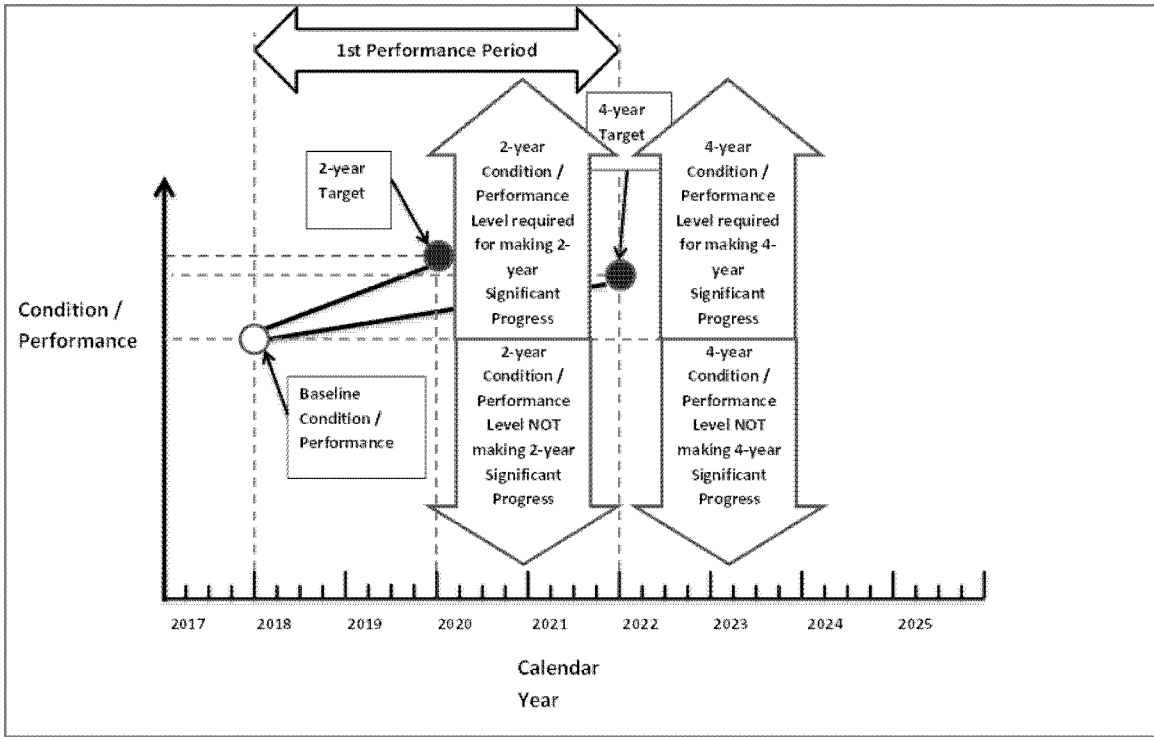 1st Performance Period
4-year
Target
2-year
Target
2-year
Condition /
Performance
Level required
for making 2-
year
Significant
Progress
4-year
Condition /
Performance
Level required
for making 4-
year
Significant
Progress
Condition /
Performance
Baseline
Condition /
Performance
2-year
Condition /
Performance
Level NOT
making 2-year
Significant
Progress
4-year
Condition /
Performance
Level NOT
making 4-year
Significant
Progress
2017 2018 2019 2020 2021 2022 2023 2024 2025
Calendar
Year